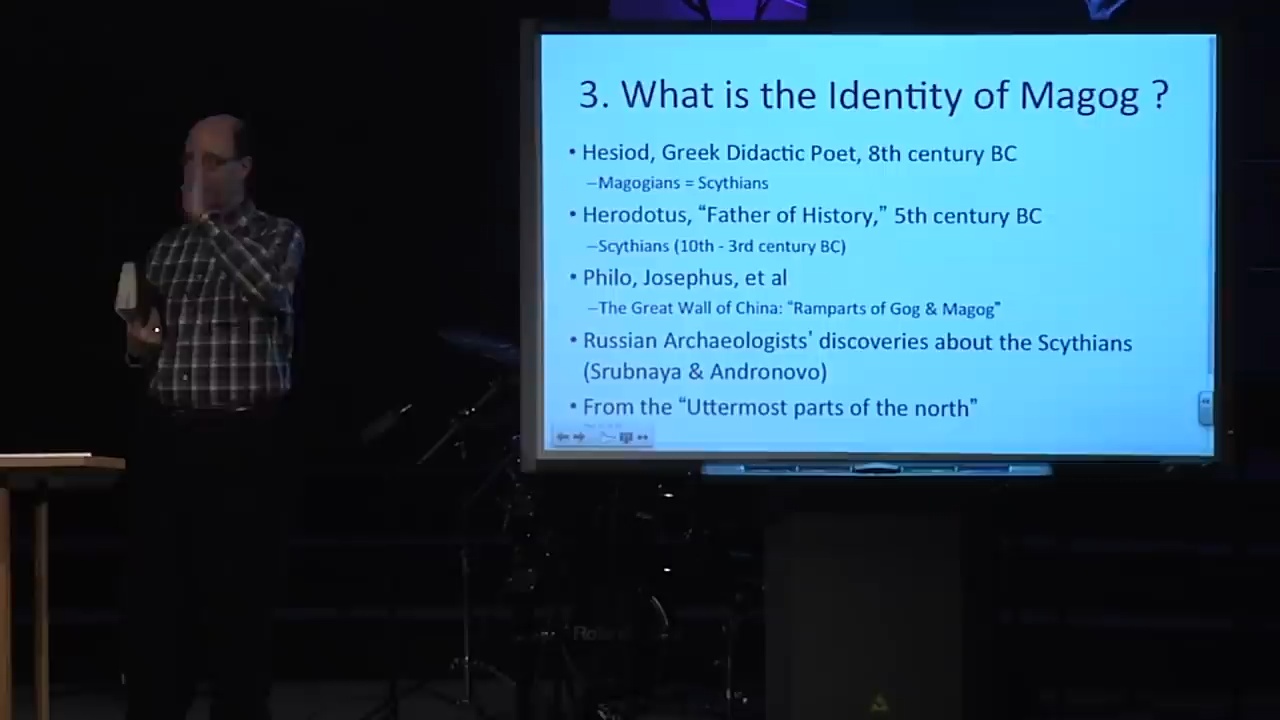 3. What is the Identity of Magog ?
• Hesiod, Greek Didactic Poet, 8th century BC
–Magogians = Scythians
• Herodotus, “Father of History,” 5th century BC
–Scythians (10th - 3rd century BC)
• Philo, Josephus, et al
–The Great Wall of China: “Ramparts of Gog & Magog”
• Russian Archaeologists' discoveries about the Scythians
(Srubnaya & Andronovo)
• From the “Uttermost parts of the north”